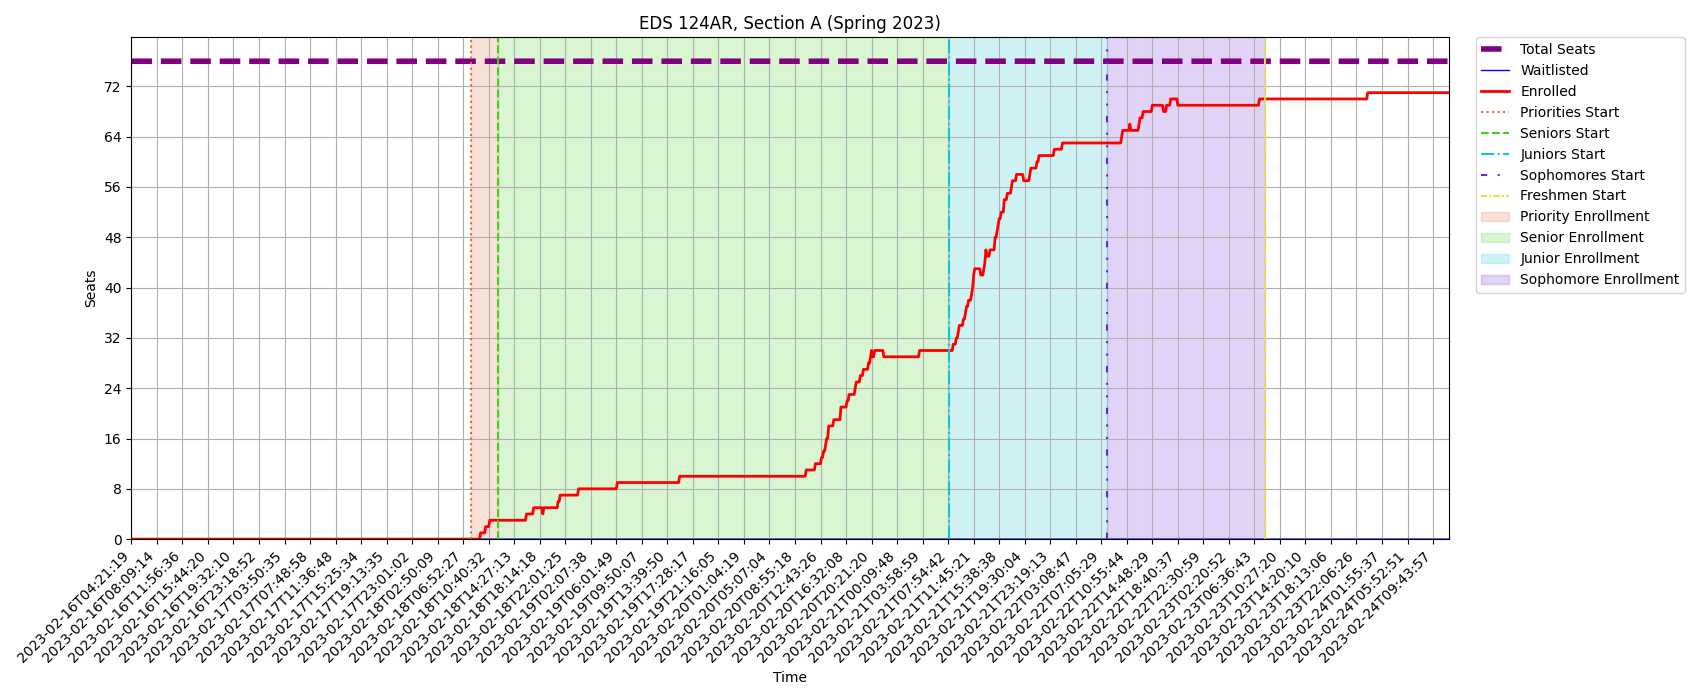 EDS 124AR, Section A (Spring 2023)
Total Seats
Waitlisted
Enrolled
Priorities Start
Seniors Start
Juniors Start
Sophomores Start
Freshmen Start
Priority Enrollment
Senior Enrollment
Junior Enrollment
Sophomore Enrollment
Seats
72
64
56
48
40
32
24
16
8
0
2023-02-16T04:21:19
2023-02-16T08:09:14
2023-02-16T11:56:36
2023-02-16T15:44:20
2023-02-16T19:32:10
2023-02-16T23:18:52
2023-02-17T03:50:35
2023-02-17T07:48:58
2023-02-17T11:36:48
2023-02-17T15:25:34
2023-02-17T19:13:35
2023-02-17T23:01:02
2023-02-18T02:50:09
2023-02-18T06:52:27
2023-02-18T10:40:32
2023-02-18T14:27:13
2023-02-18T18:14:18
2023-02-18T22:01:25
2023-02-19T02:07:38
2023-02-19T06:01:49
2023-02-19T09:50:07
2023-02-19T13:39:50
2023-02-19T17:28:17
2023-02-19T21:16:05
2023-02-20T01:04:19
2023-02-20T05:07:04
2023-02-20T08:55:18
2023-02-20T12:43:26
2023-02-20T16:32:08
2023-02-20T20:21:20
2023-02-21T00:09:48
2023-02-21T03:58:59
2023-02-21T07:54:42
2023-02-21T11:45:21
2023-02-21T15:38:38
2023-02-21T19:30:04
2023-02-21T23:19:13
2023-02-22T03:08:47
2023-02-22T07:05:29
2023-02-22T10:55:44
2023-02-22T14:48:29
2023-02-22T18:40:37
2023-02-22T22:30:59
2023-02-23T02:20:52
2023-02-23T06:36:43
2023-02-23T10:27:20
2023-02-23T14:20:10
2023-02-23T18:13:06
2023-02-23T22:06:26
2023-02-24T01:55:37
2023-02-24T05:52:51
2023-02-24T09:43:57
Time